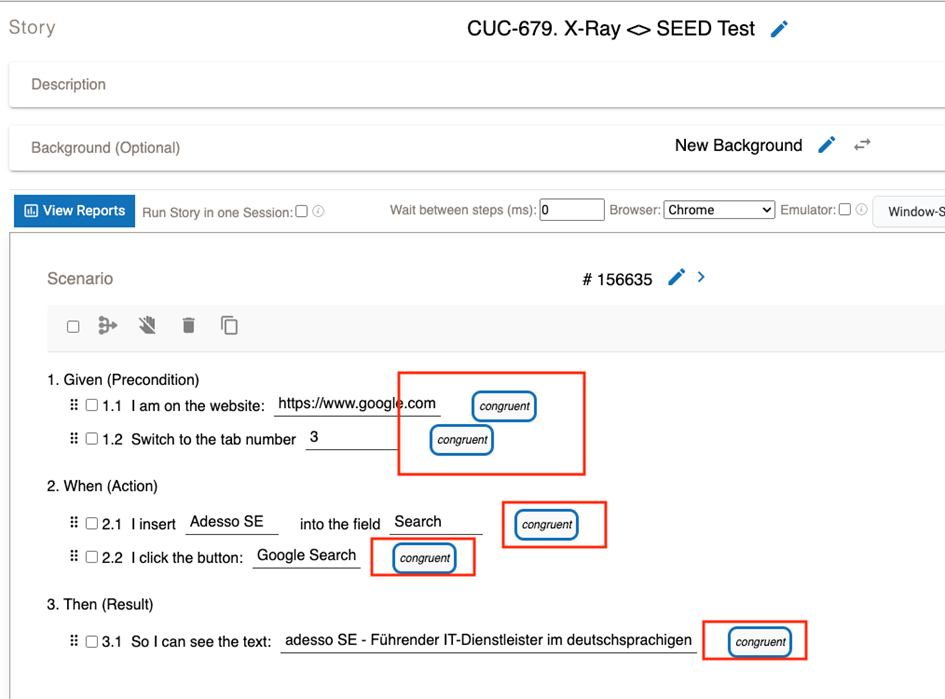 Story
CUC-679. X-Ray <> SEED Test
Description
Background (Optional)
New Background
View Reports
Run Story in one Session:
Wait between steps (ms): 0
Browser: Chrome
Emulator:
Window-S
Scenario
# 156635
1. Given (Precondition)
1.1 I am on the website: https://www.google.com congruent
1.2 Switch to the tab number 3 congruent
2. When (Action)
2.1 I insert Adesso SE into the field Search congruent
2.2 I click the button: Google Search congruent
3. Then (Result)
3.1 So I can see the text: adesso SE - Führender IT-Dienstleister im deutschsprachigen congruent